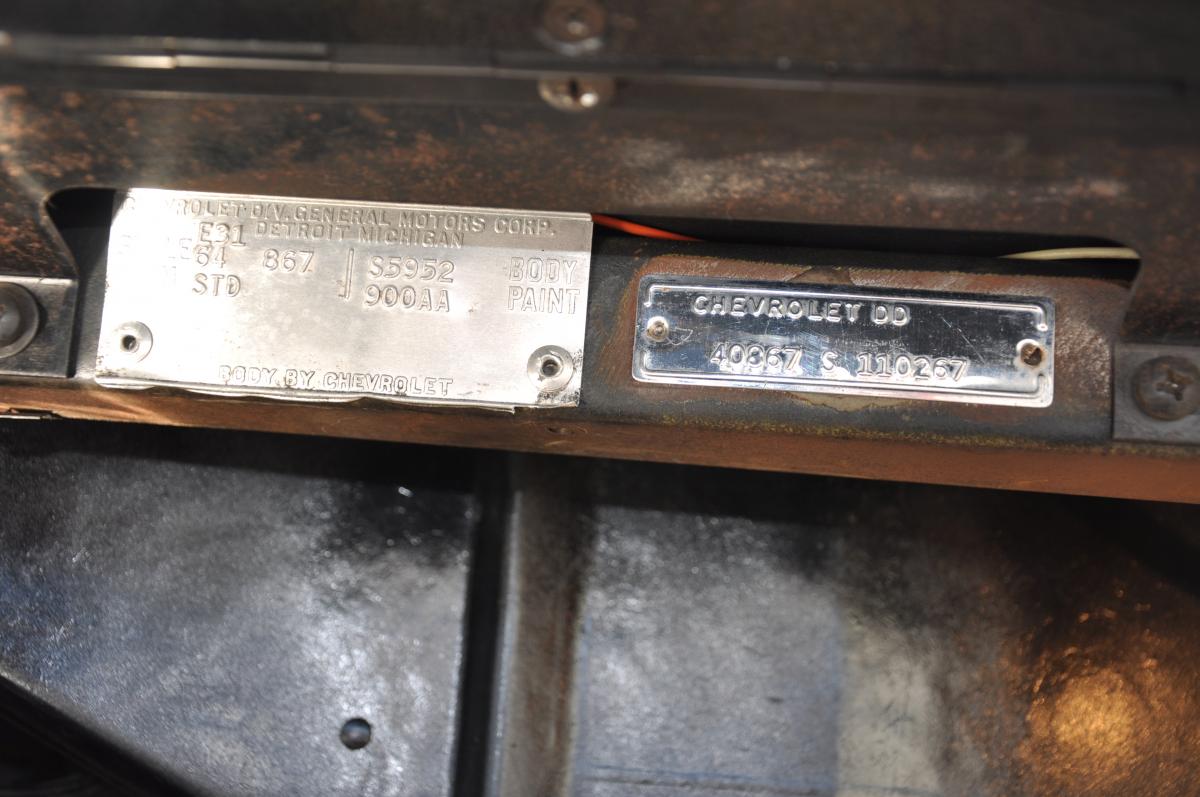 CHEVROLET DIV. GENERAL MOTORS CORP.
E31 DETROIT MICHIGAN
64 867 S5952 BODY
STD 900AA PAINT
BODY BY CHEVROLET
CHEVROLET DD
40867 S 110267